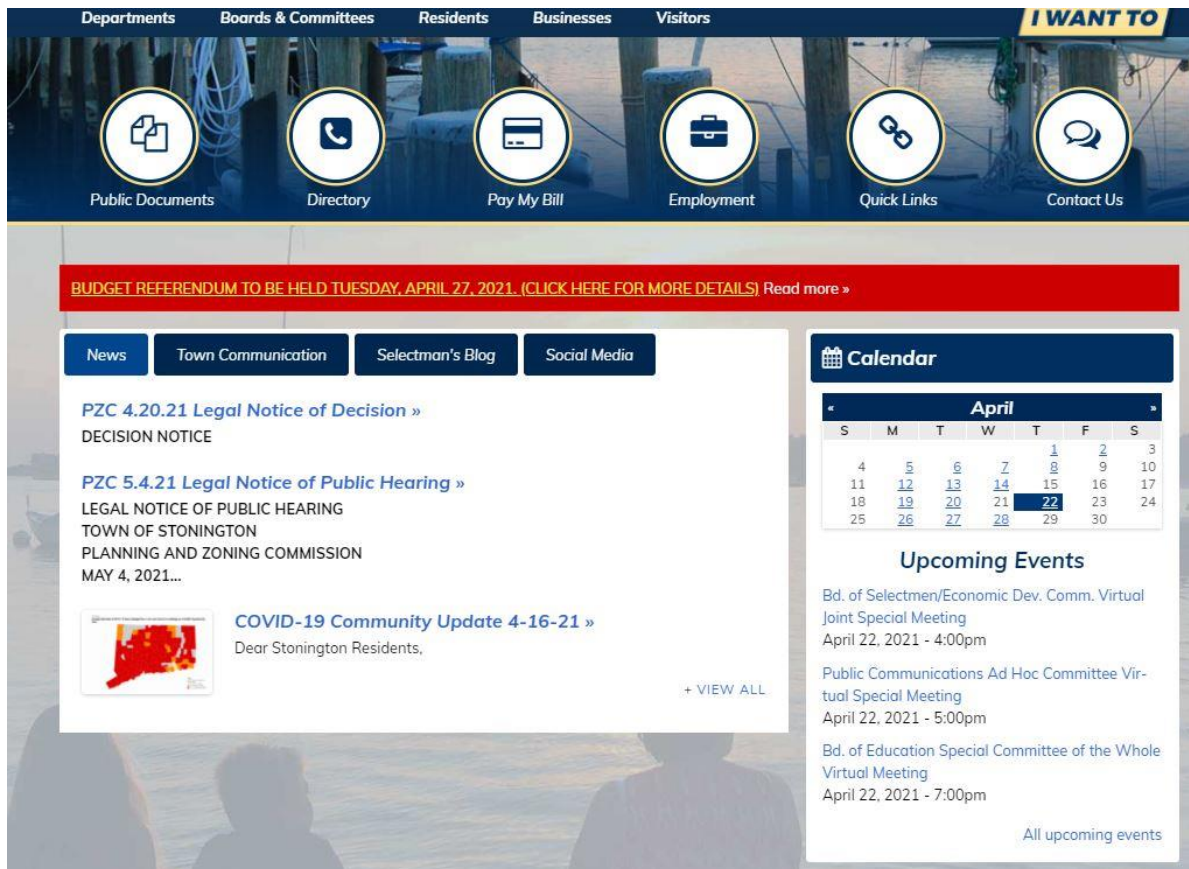 Departments Boards & Committees Residents Businesses Visitors I WANT TO
Public Documents Directory Pay My Bill Employment Quick Links Contact Us
BUDGET REFERENDUM TO BE HELD TUESDAY, APRIL 27, 2021. (CLICK HERE FOR MORE DETAILS) Read more »
News Town Communication Selectman's Blog Social Media
PZC 4.20.21 Legal Notice of Decision »
DECISION NOTICE
PZC 5.4.21 Legal Notice of Public Hearing »
LEGAL NOTICE OF PUBLIC HEARING
TOWN OF STONINGTON
PLANNING AND ZONING COMMISSION
MAY 4, 2021...
COVID-19 Community Update 4-16-21 »
Dear Stonington Residents,
+ VIEW ALL
Calendar
« April »
S M T W T F S
1 2 3
4 5 6 7 8 9 10
11 12 13 14 15 16 17
18 19 20 21 22 23 24
25 26 27 28 29 30
Upcoming Events
Bd. of Selectmen/Economic Dev. Comm. Virtual
Joint Special Meeting
April 22, 2021 - 4:00pm
Public Communications Ad Hoc Committee Vir-
tual Special Meeting
April 22, 2021 - 5:00pm
Bd. of Education Special Committee of the Whole
Virtual Meeting
April 22, 2021 - 7:00pm
All upcoming events